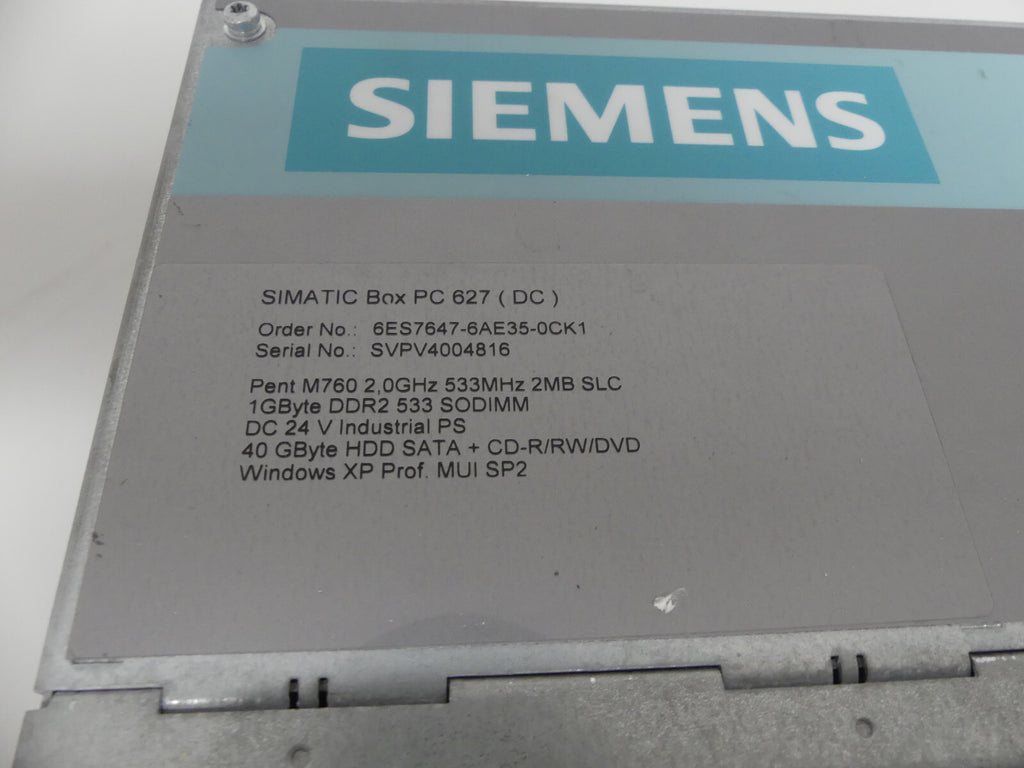 SIEMENS
SIMATIC Box PC 627 ( DC )
Order No.: 6ES7647-6AE35-0CK1
Serial No.: SVPV4004816
Pent M760 2,0GHz 533MHz 2MB SLC
1GByte DDR2 533 SODIMM
DC 24 V Industrial PS
40 GByte HDD SATA + CD-R/RW/DVD
Windows XP Prof. MUI SP2